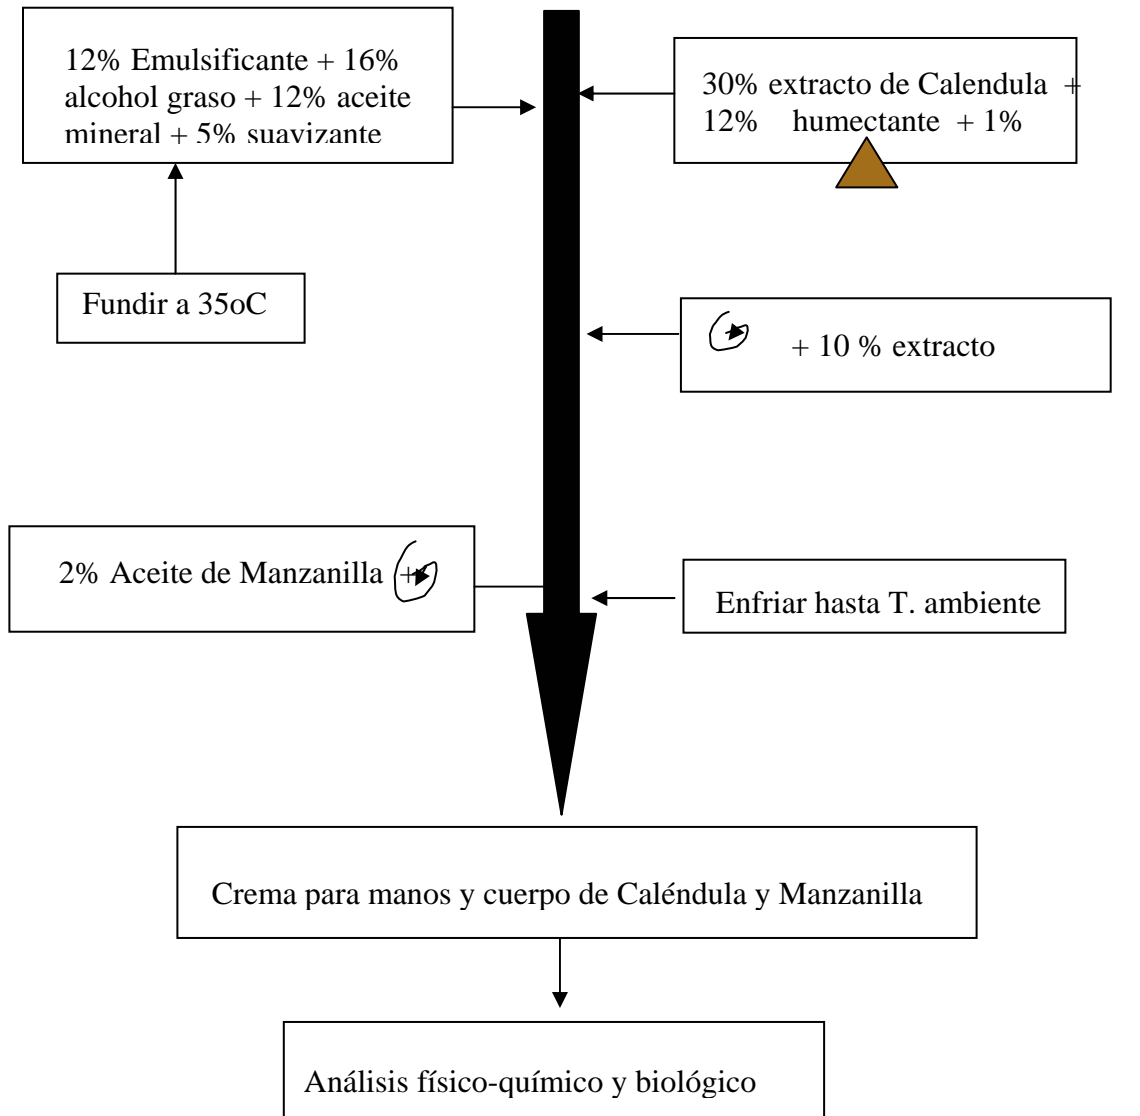 12% Emulsificante + 16%
alcohol graso + 12% aceite
mineral + 5% suavizante
30% extracto de Calendula +
12% humectante + 1%
Fundir a 35oC
+ 10 % extracto
2% Aceite de Manzanilla +
Enfriar hasta T. ambiente
Crema para manos y cuerpo de Caléndula y Manzanilla
Análisis físico-químico y biológico